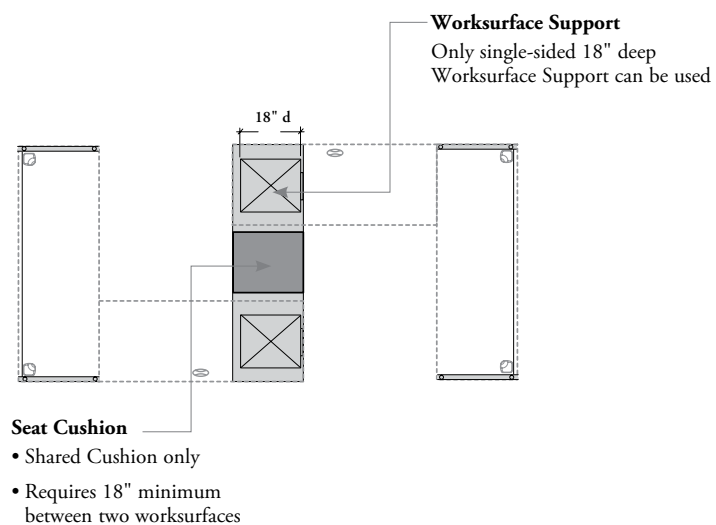 Worksurface Support
Only single-sided 18" deep
Worksurface Support can be used
18" d
Seat Cushion
• Shared Cushion only
• Requires 18" minimum
between two worksurfaces